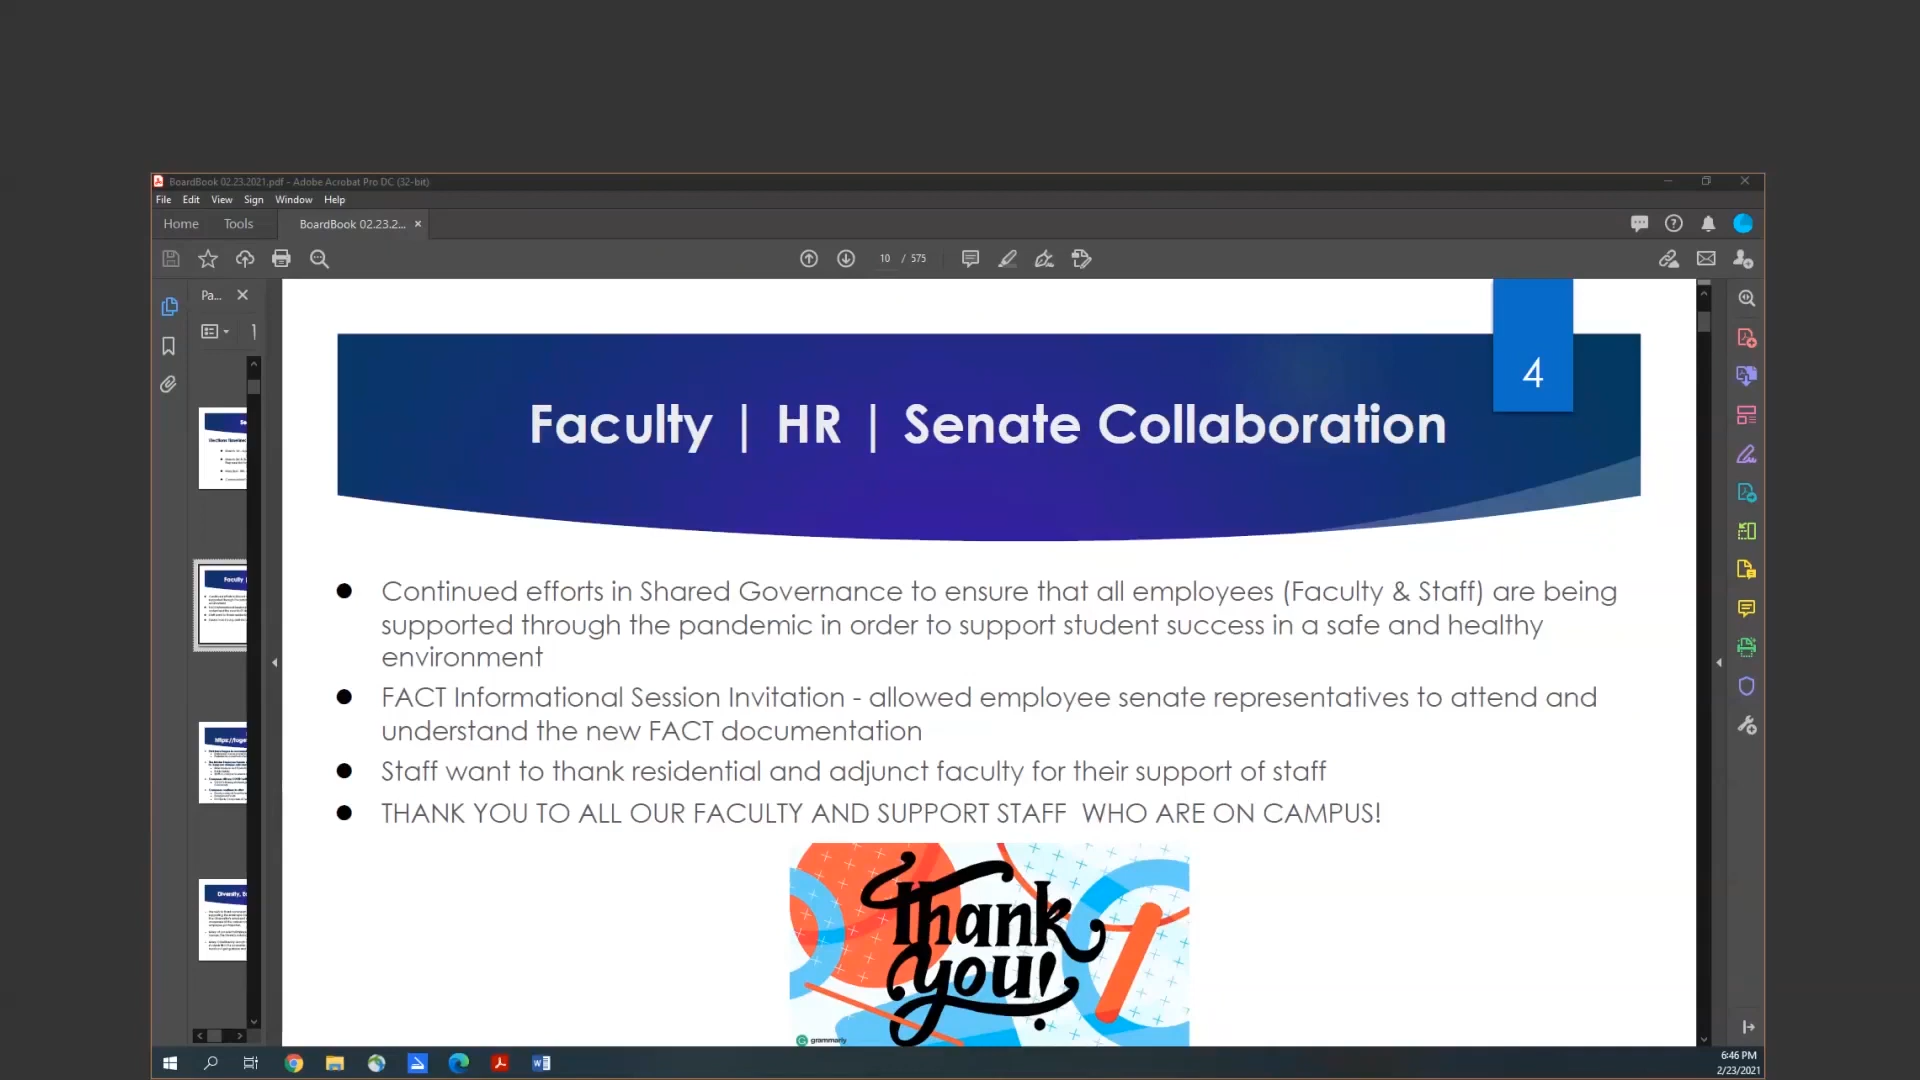 BoardBook 02.23.2021.pdf - Adobe Acrobat Pro DC (32-bit)
File Edit View Sign Window Help
Home Tools BoardBook 02.23.2...
10 / 575
Pa...
4
Faculty | HR | Senate Collaboration
● Continued efforts in Shared Governance to ensure that all employees (Faculty & Staff) are being
supported through the pandemic in order to support student success in a safe and healthy
environment
● FACT Informational Session Invitation - allowed employee senate representatives to attend and
understand the new FACT documentation
● Staff want to thank residential and adjunct faculty for their support of staff
● THANK YOU TO ALL OUR FACULTY AND SUPPORT STAFF  WHO ARE ON CAMPUS!
Thank
you!
grammarly
6:46 PM
2/23/2021